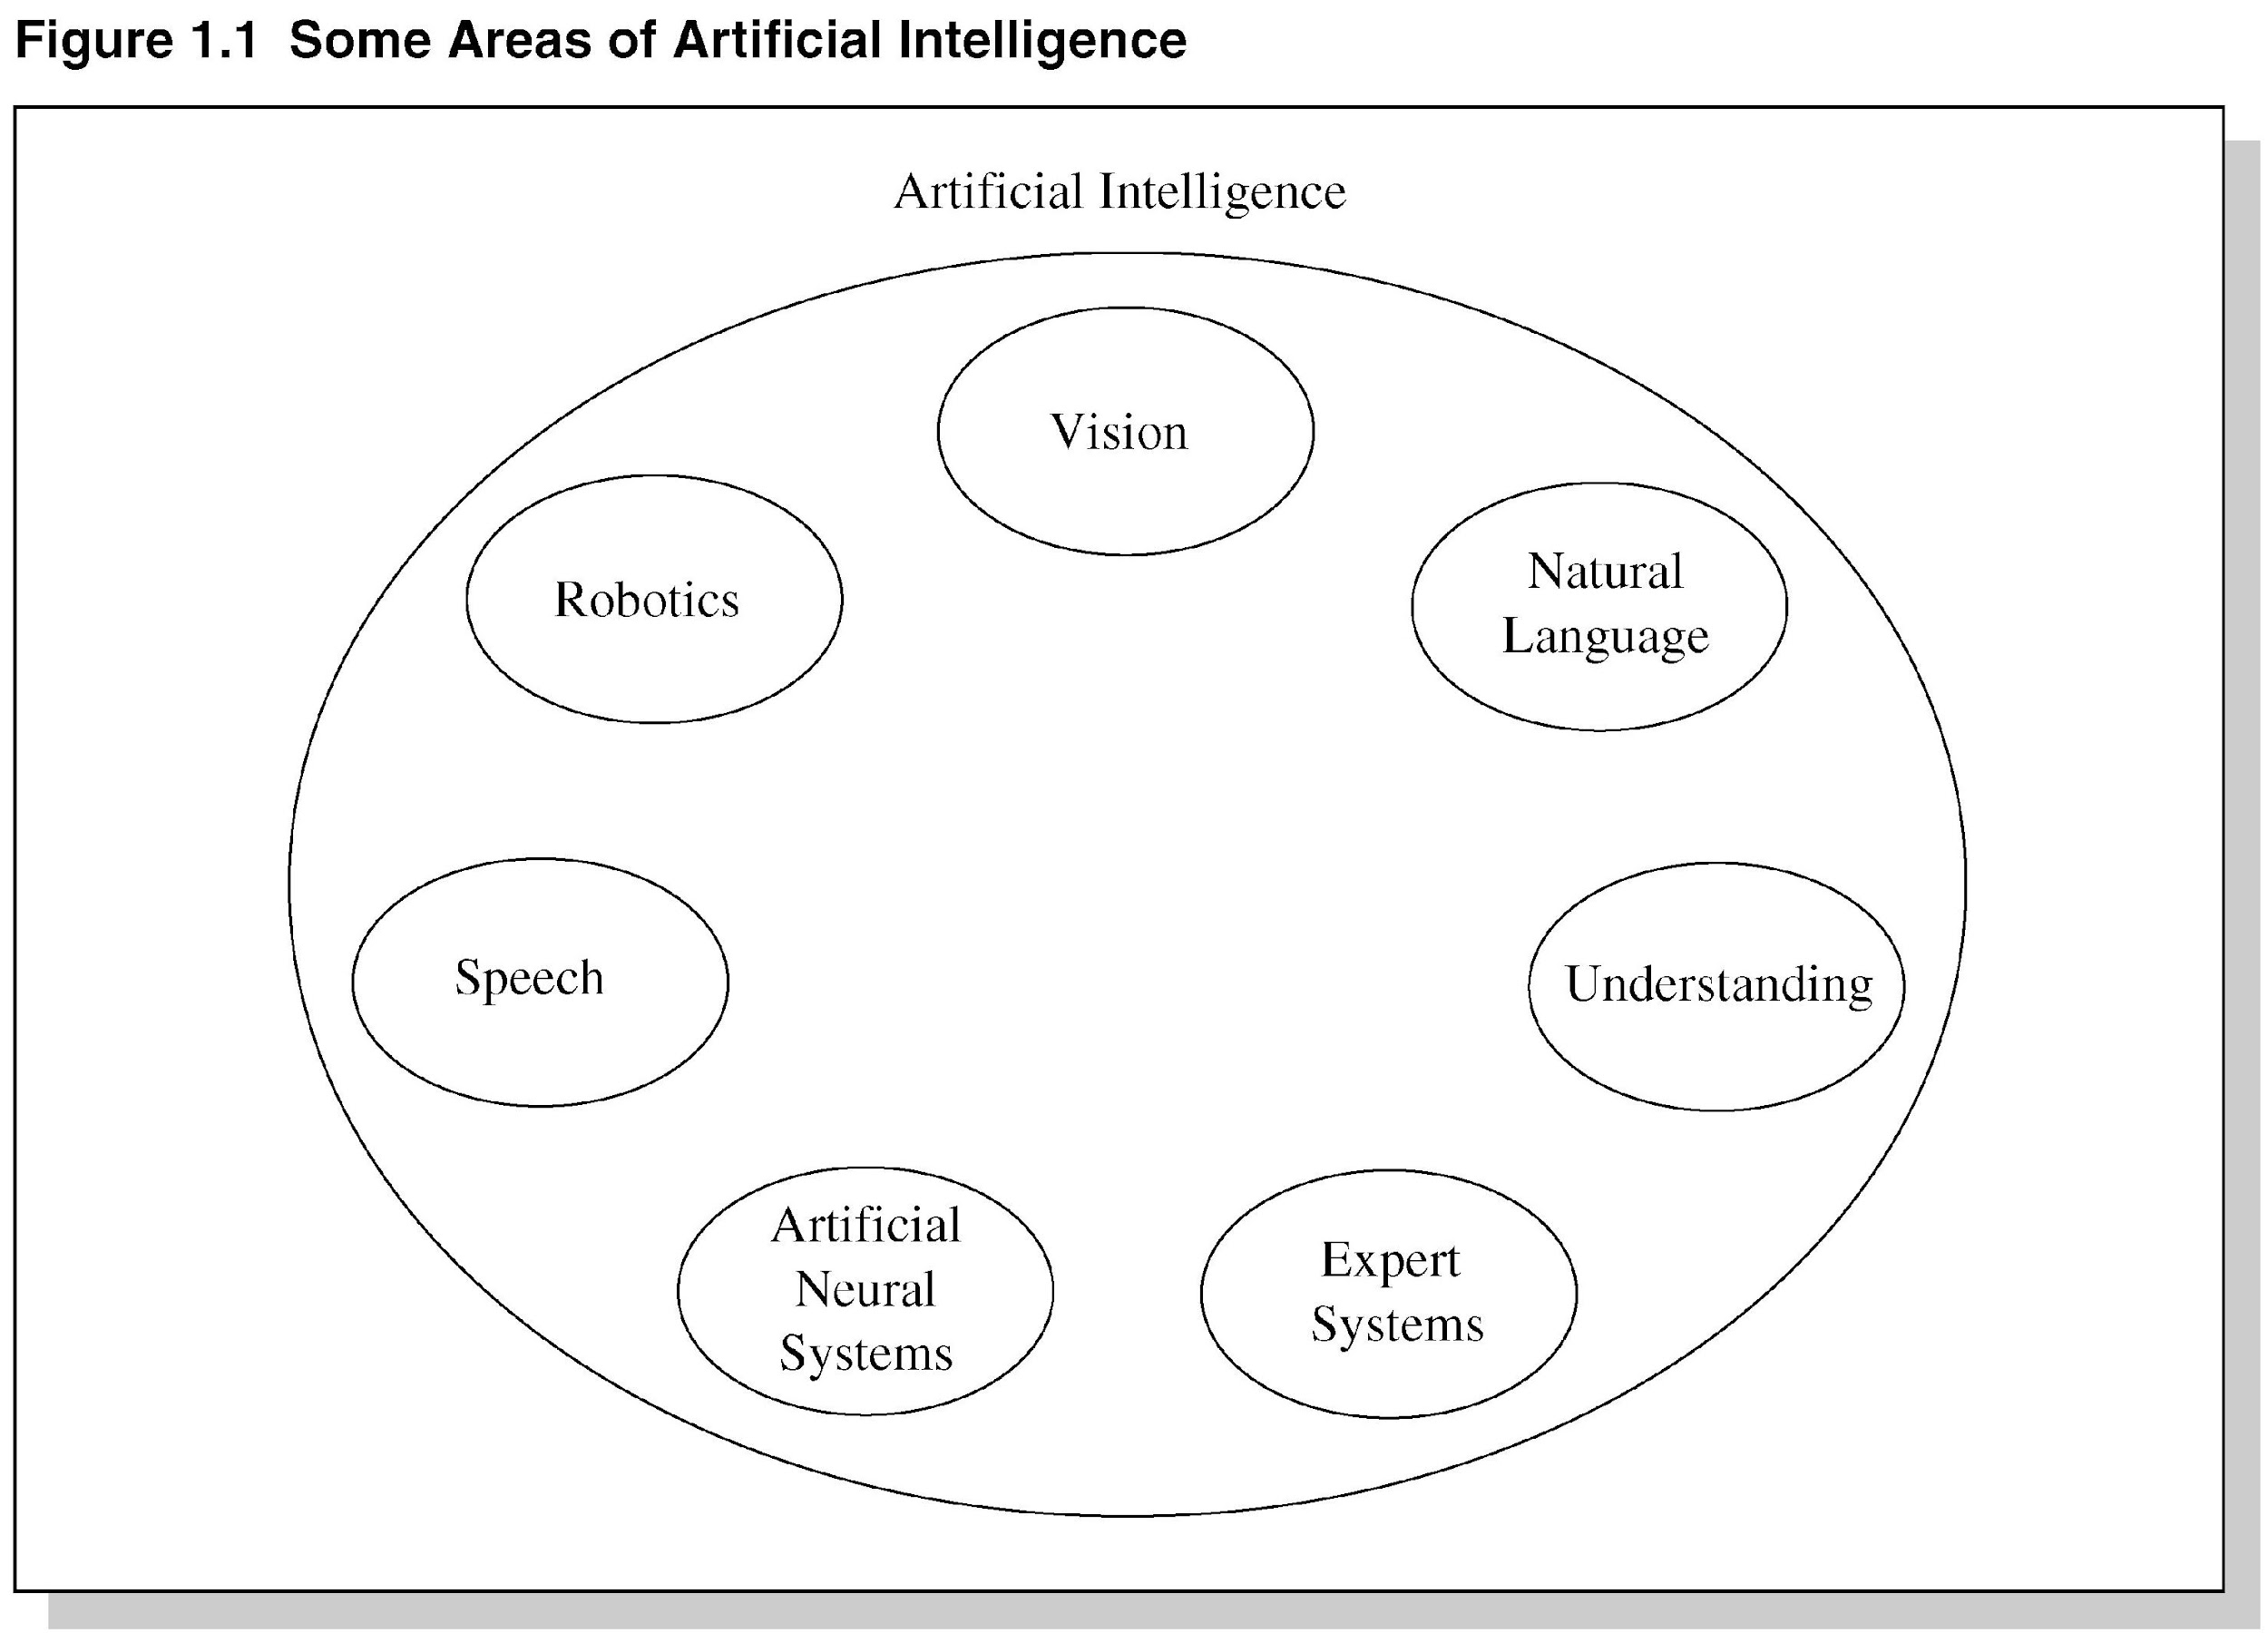 Figure 1.1 Some Areas of Artificial Intelligence
Artificial Intelligence
Vision
Robotics
Natural
Language
Speech
Understanding
Artificial
Neural
Systems
Expert
Systems